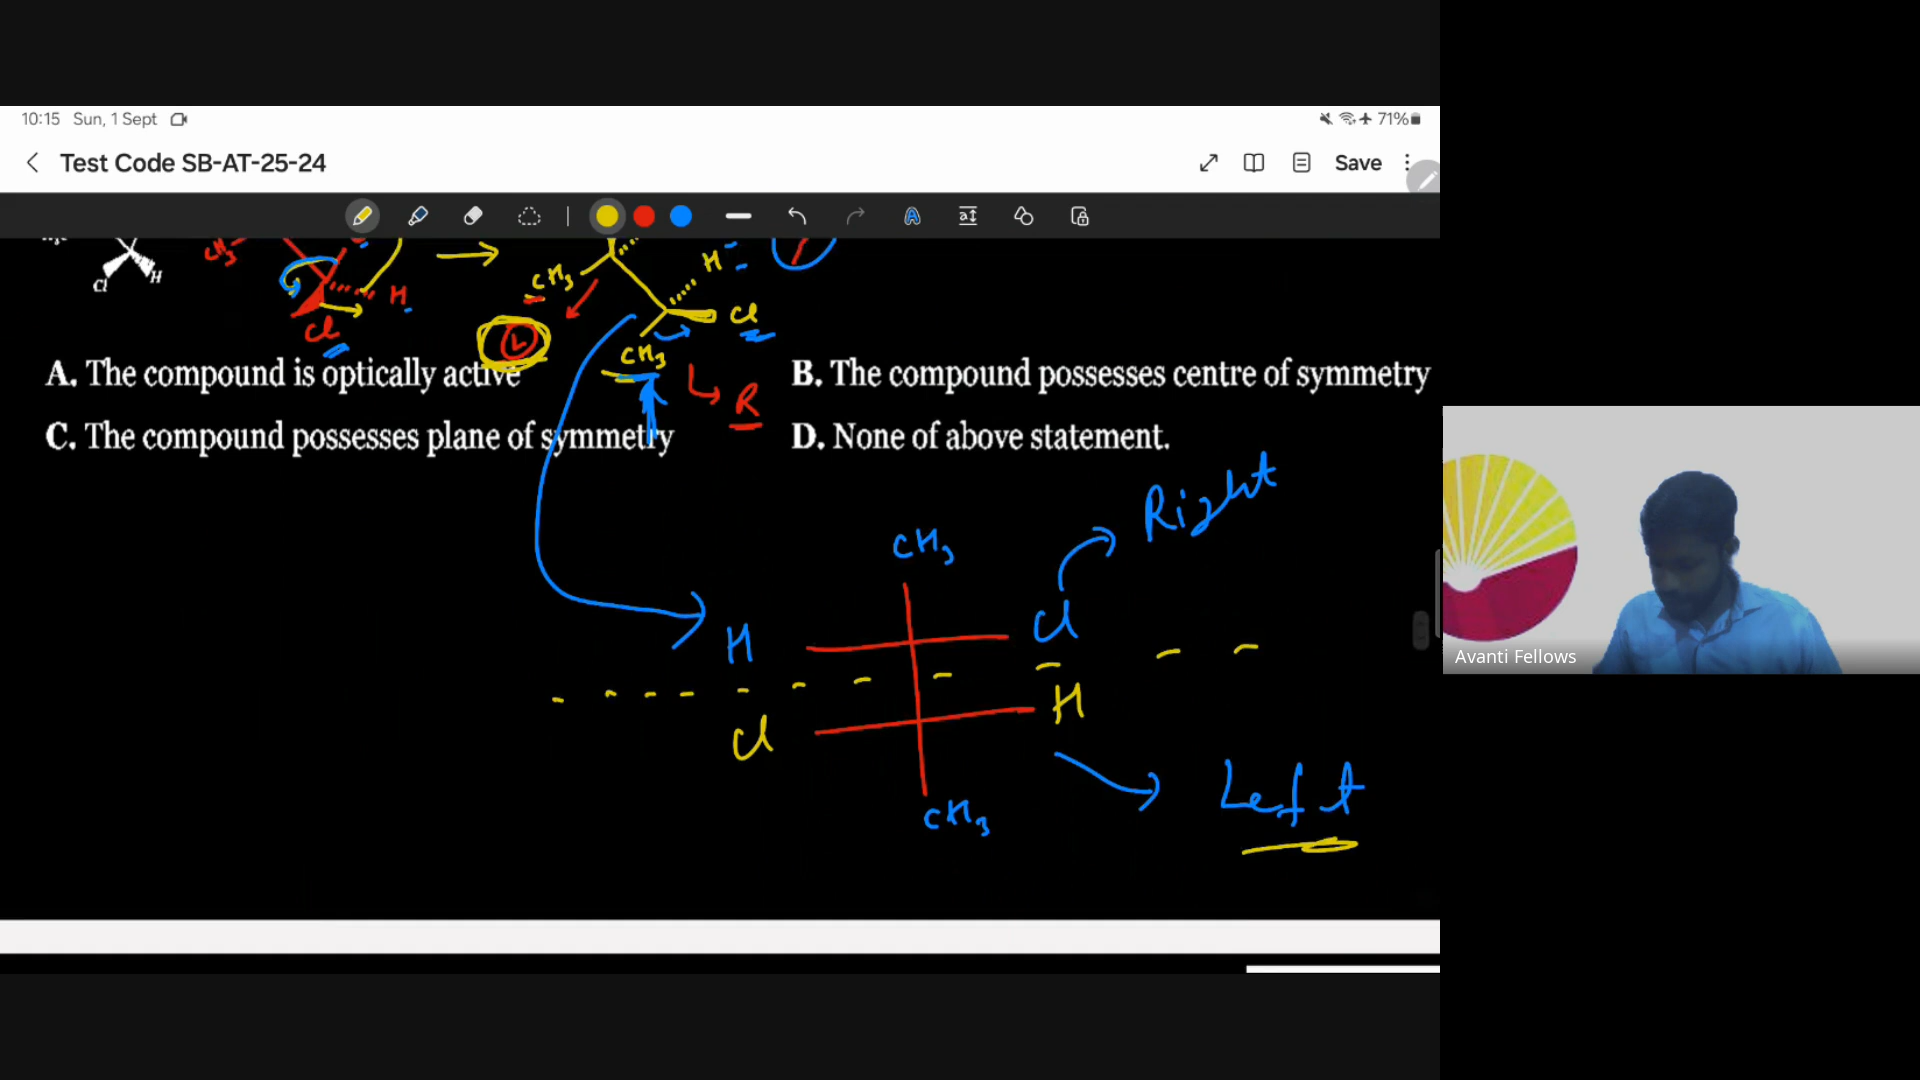 10:15 Sun, 1 Sept 71%
Test Code SB-AT-25-24
Save
Cl H
CH3
H
Cl
CH3
H
Cl
CH3
L
R
A. The compound is optically active
B. The compound possesses centre of symmetry
C. The compound possesses plane of symmetry
D. None of above statement.
Right
CH3
H Cl
Cl H
CH3
Left
Avanti Fellows